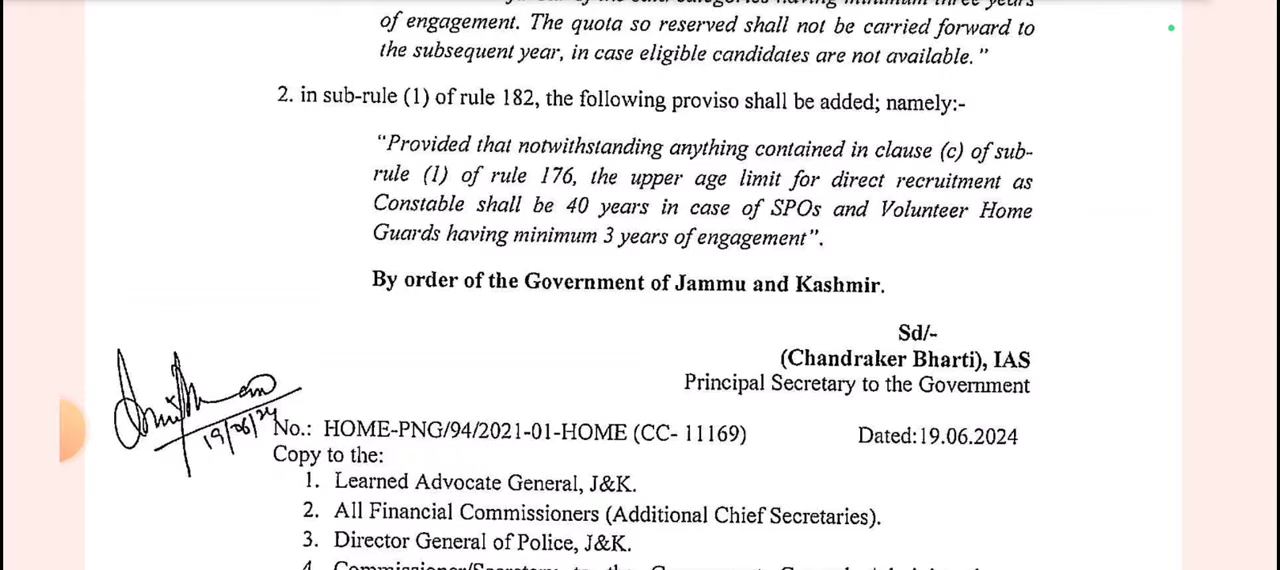 of engagement. The quota so reserved shall not be carried forward to
the subsequent year, in case eligible candidates are not available."
2. in sub-rule (1) of rule 182, the following proviso shall be added; namely:-
"Provided that notwithstanding anything contained in clause (c) of sub-
rule (1) of rule 176, the upper age limit for direct recruitment as
Constable shall be 40 years in case of SPOs and Volunteer Home
Guards having minimum 3 years of engagement".
By order of the Government of Jammu and Kashmir.
Sd/-
(Chandraker Bharti), IAS
Principal Secretary to the Government
19/06/24
No.: HOME-PNG/94/2021-01-HOME (CC- 11169) Dated:19.06.2024
Copy to the:
1. Learned Advocate General, J&K.
2. All Financial Commissioners (Additional Chief Secretaries).
3. Director General of Police, J&K.